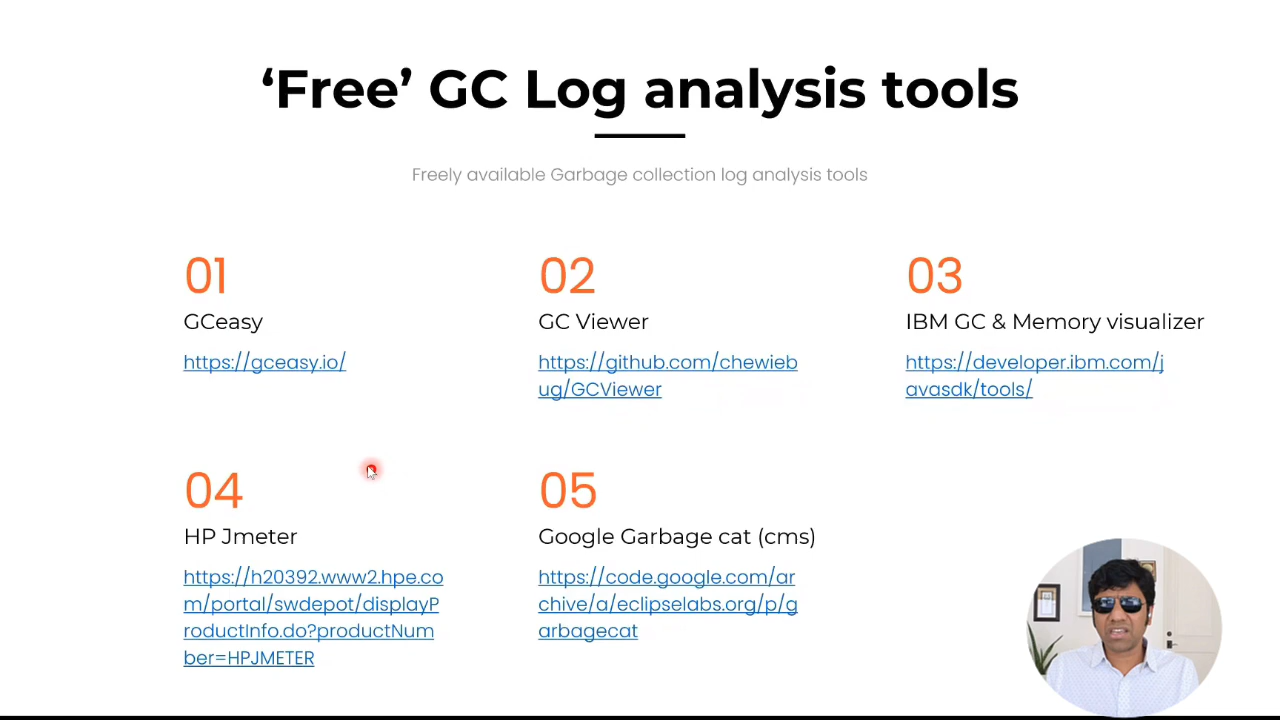 ‘Free’ GC Log analysis tools
Freely available Garbage collection log analysis tools
01
GCeasy
https://gceasy.io/
02
GC Viewer
https://github.com/chewieb
ug/GCViewer
03
IBM GC & Memory visualizer
https://developer.ibm.com/j
avasdk/tools/
04
HP Jmeter
https://h20392.www2.hpe.co
m/portal/swdepot/displayP
roductInfo.do?productNum
ber=HPJMETER
05
Google Garbage cat (cms)
https://code.google.com/ar
chive/a/eclipselabs.org/p/g
arbagecat